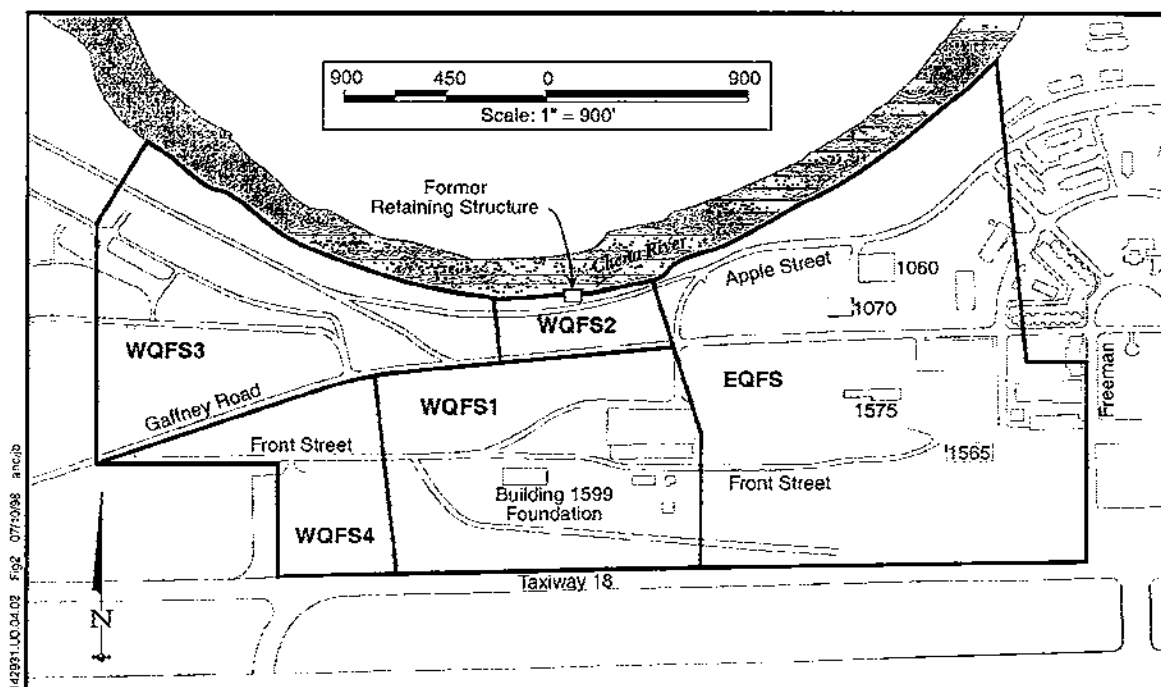 900 450 0 900
Scale: 1" = 900'
Former
Retaining Structure
Chena River
Apple Street
1060
1070
WQFS2
WQFS3
WQFS1
EQFS
Gaffney Road
1575
Freeman
Front Street
1565
Front Street
Building 1599
Foundation
WQFS4
Taxiway 18
N